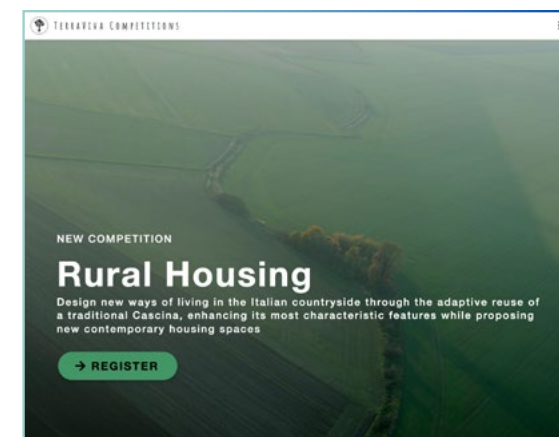 TERRAVIVA COMPETITIONS
NEW COMPETITION
Rural Housing
Design new ways of living in the Italian countryside through the adaptive reuse of
a traditional Cascina, enhancing its most characteristic features while proposing
new contemporary housing spaces
→ REGISTER